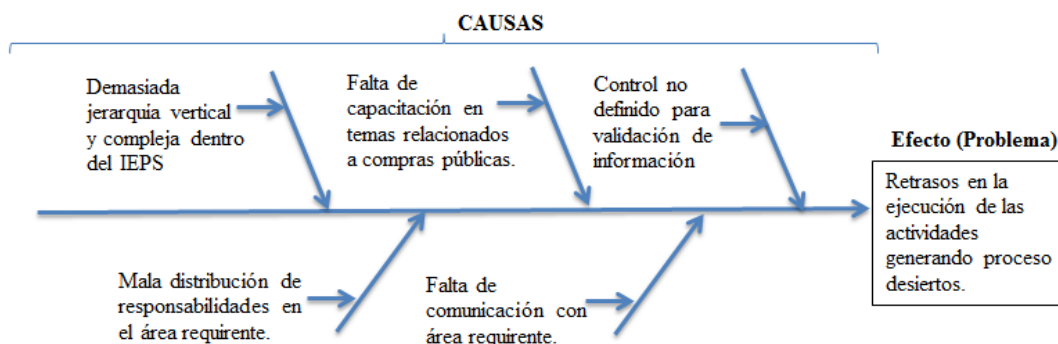 CAUSAS
Demasiada
jerarquía vertical
y compleja dentro
del IEPS
Falta de
capacitación en
temas relacionados
a compras públicas.
Control no
definido para
validación de
información
Efecto (Problema)
Retrasos en la
ejecución de las
actividades
generando proceso
desiertos.
Mala distribución de
responsabilidades en
el área requirente.
Falta de
comunicación con
área requirente.